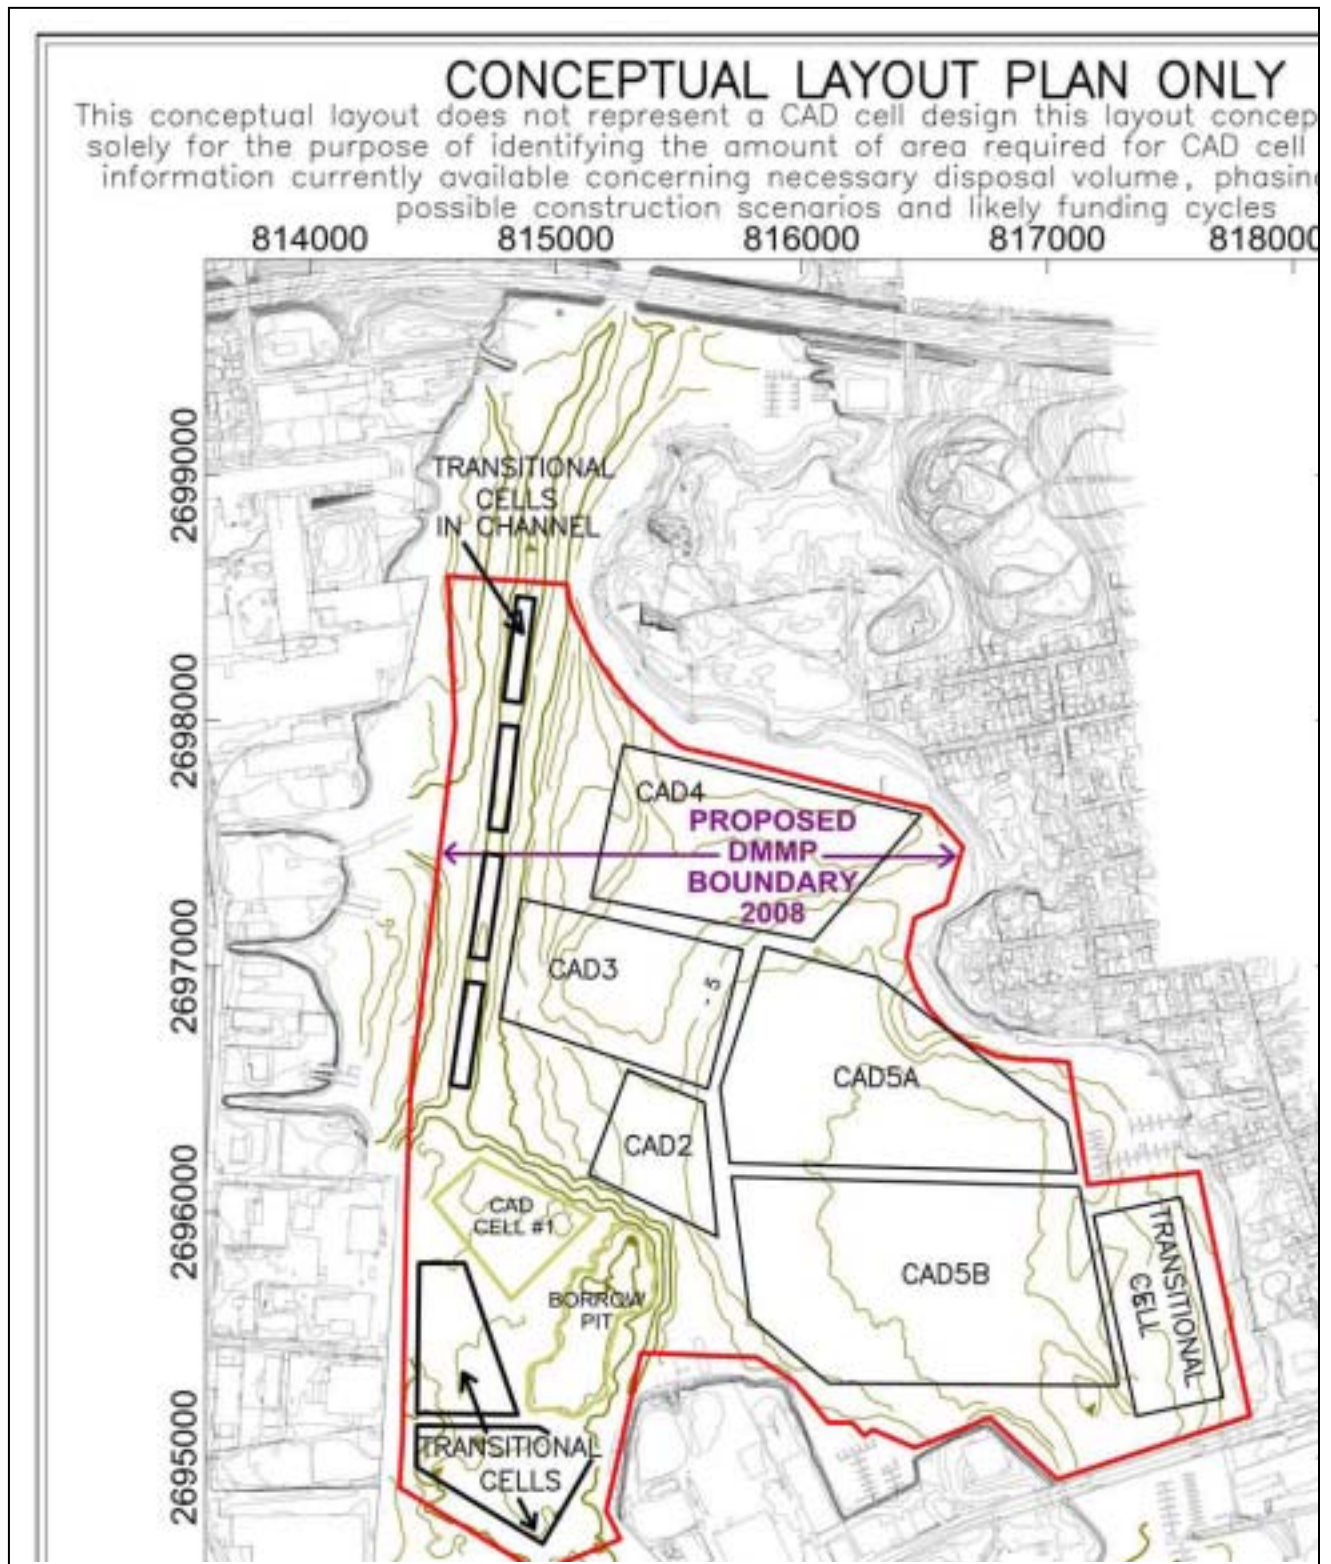 CONCEPTUAL LAYOUT PLAN ONLY
This conceptual layout does not represent a CAD cell design this layout concep
solely for the purpose of identifying the amount of area required for CAD cell
information currently available concerning necessary disposal volume, phasin
possible construction scenarios and likely funding cycles
814000 815000 816000 817000 818000
2699000
TRANSITIONAL
CELLS
IN CHANNEL
2698000
CAD4
PROPOSED
DMMP
BOUNDARY
2008
2697000
CAD3
- 5
CAD5A
CAD2
2696000
CAD
CELL #1
TRANSITIONAL
CELL
CAD5B
BORROW
PIT
2695000
TRANSITIONAL
CELLS